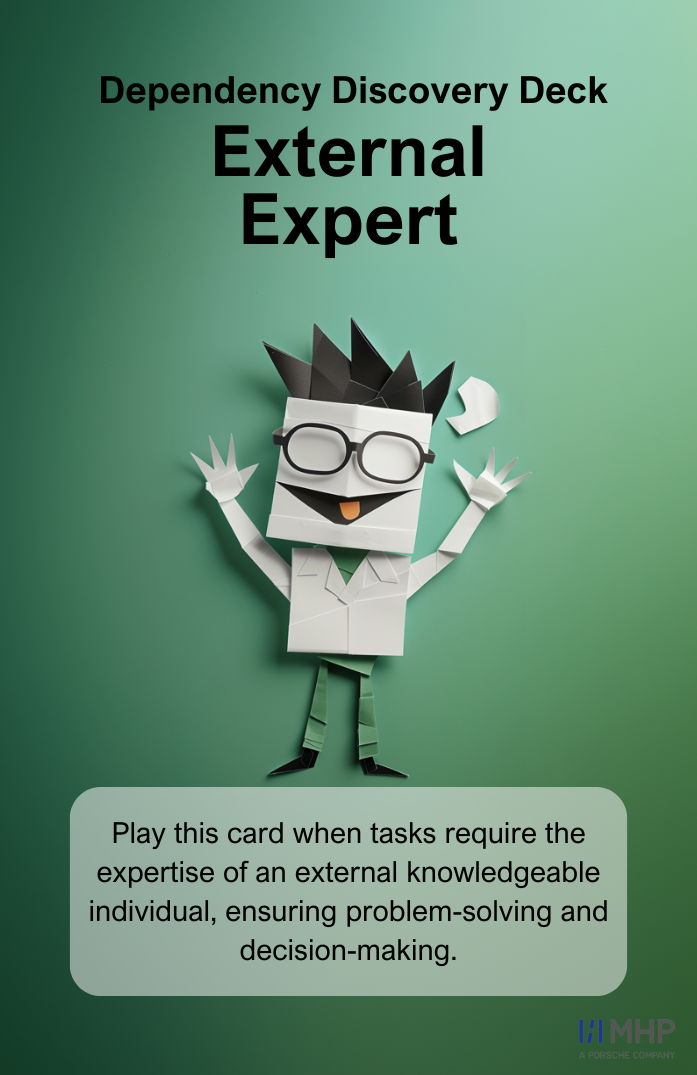 Dependency Discovery Deck
External
Expert
Play this card when tasks require the
expertise of an external knowledgeable
individual, ensuring problem-solving and
decision-making.
MHP
A PORSCHE COMPANY